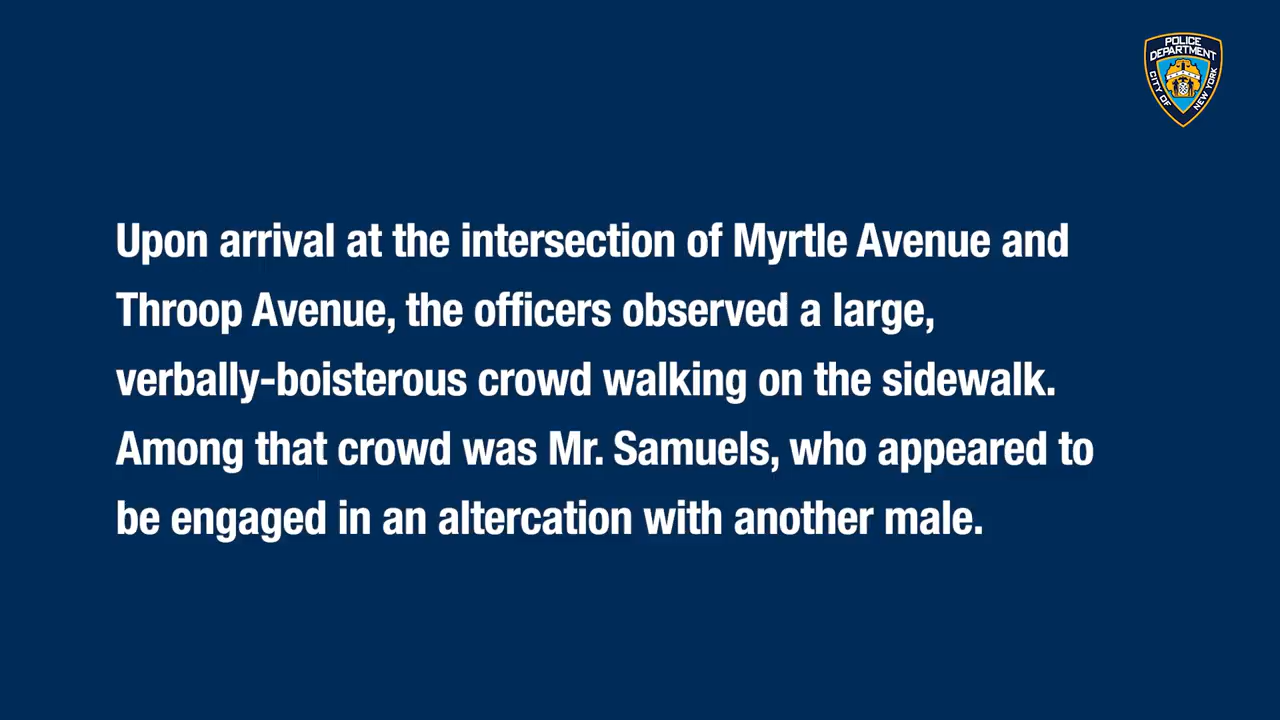 POLICE
DEPARTMENT
CITY OF
NEW YORK
Upon arrival at the intersection of Myrtle Avenue and
Throop Avenue, the officers observed a large,
verbally-boisterous crowd walking on the sidewalk.
Among that crowd was Mr. Samuels, who appeared to
be engaged in an altercation with another male.